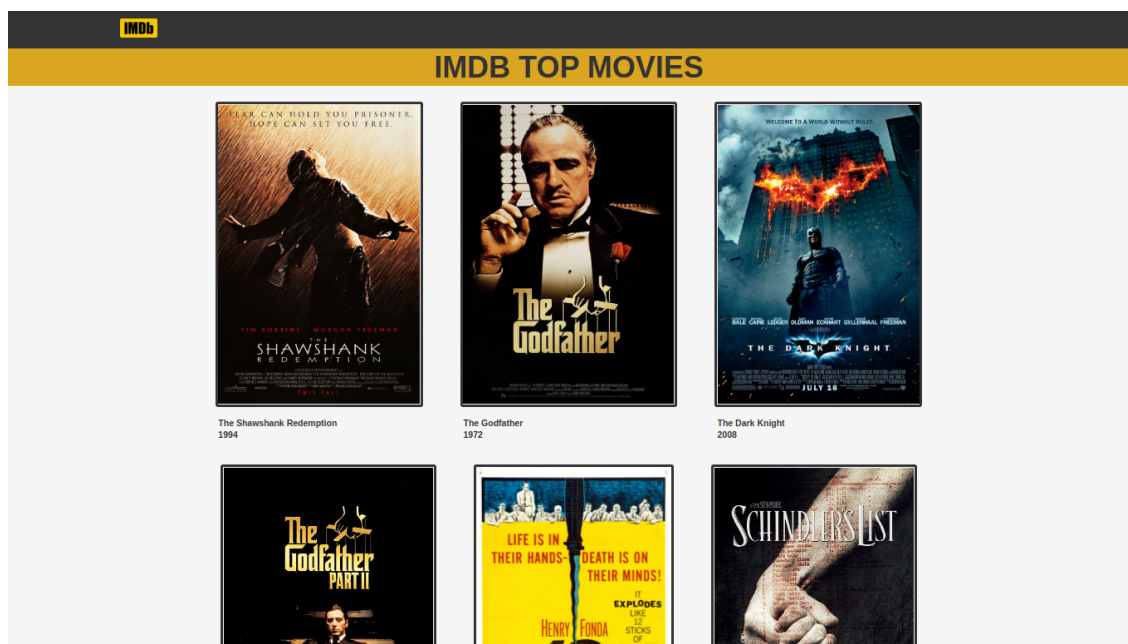 IMDb
IMDB TOP MOVIES
FEAR CAN HOLD YOU PRISONER.
HOPE CAN SET YOU FREE.
TIM ROBBINS MORGAN FREEMAN
THE
SHAWSHANK
REDEMPTION
THIS FALL
The
Godfather
WELCOME TO A WORLD WITHOUT RULES.
BALE CAINE LEDGER OLDMAN ECKHART GYLLENHAAL FREEMAN
THE DARK KNIGHT
JULY 18
The Shawshank Redemption
1994
The Godfather
1972
The Dark Knight
2008
The
Godfather
PART II
LIFE IS IN
THEIR HANDS-DEATH IS ON
THEIR MINDS!
IT
EXPLODES
LIKE
12
STICKS
OF
HENRY FONDA
SCHINDLER'S LIST